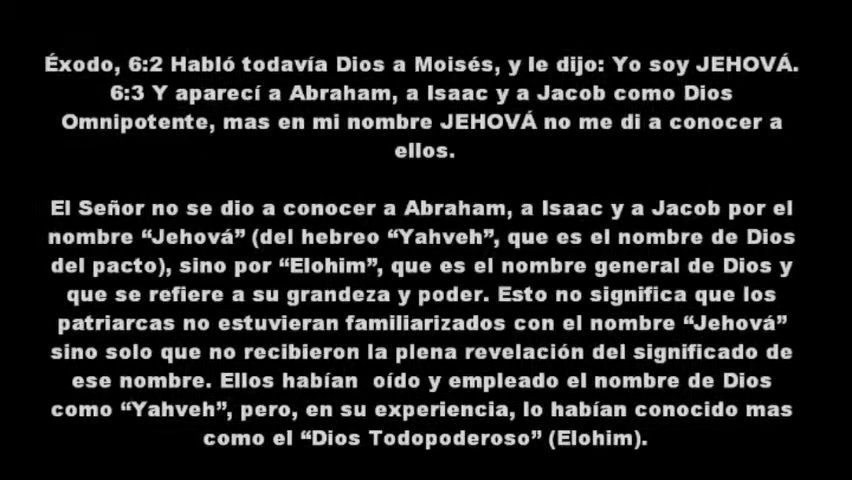 Éxodo, 6:2 Habló todavía Dios a Moisés, y le dijo: Yo soy JEHOVÁ.
6:3 Y aparecí a Abraham, a Isaac y a Jacob como Dios
Omnipotente, mas en mi nombre JEHOVÁ no me di a conocer a
ellos.
El Señor no se dio a conocer a Abraham, a Isaac y a Jacob por el
nombre “Jehová” (del hebreo “Yahveh”, que es el nombre de Dios
del pacto), sino por “Elohim”, que es el nombre general de Dios y
que se refiere a su grandeza y poder. Esto no significa que los
patriarcas no estuvieran familiarizados con el nombre “Jehová”
sino solo que no recibieron la plena revelación del significado de
ese nombre. Ellos habían  oído y empleado el nombre de Dios
como “Yahveh”, pero, en su experiencia, lo habían conocido mas
como el “Dios Todopoderoso” (Elohim).